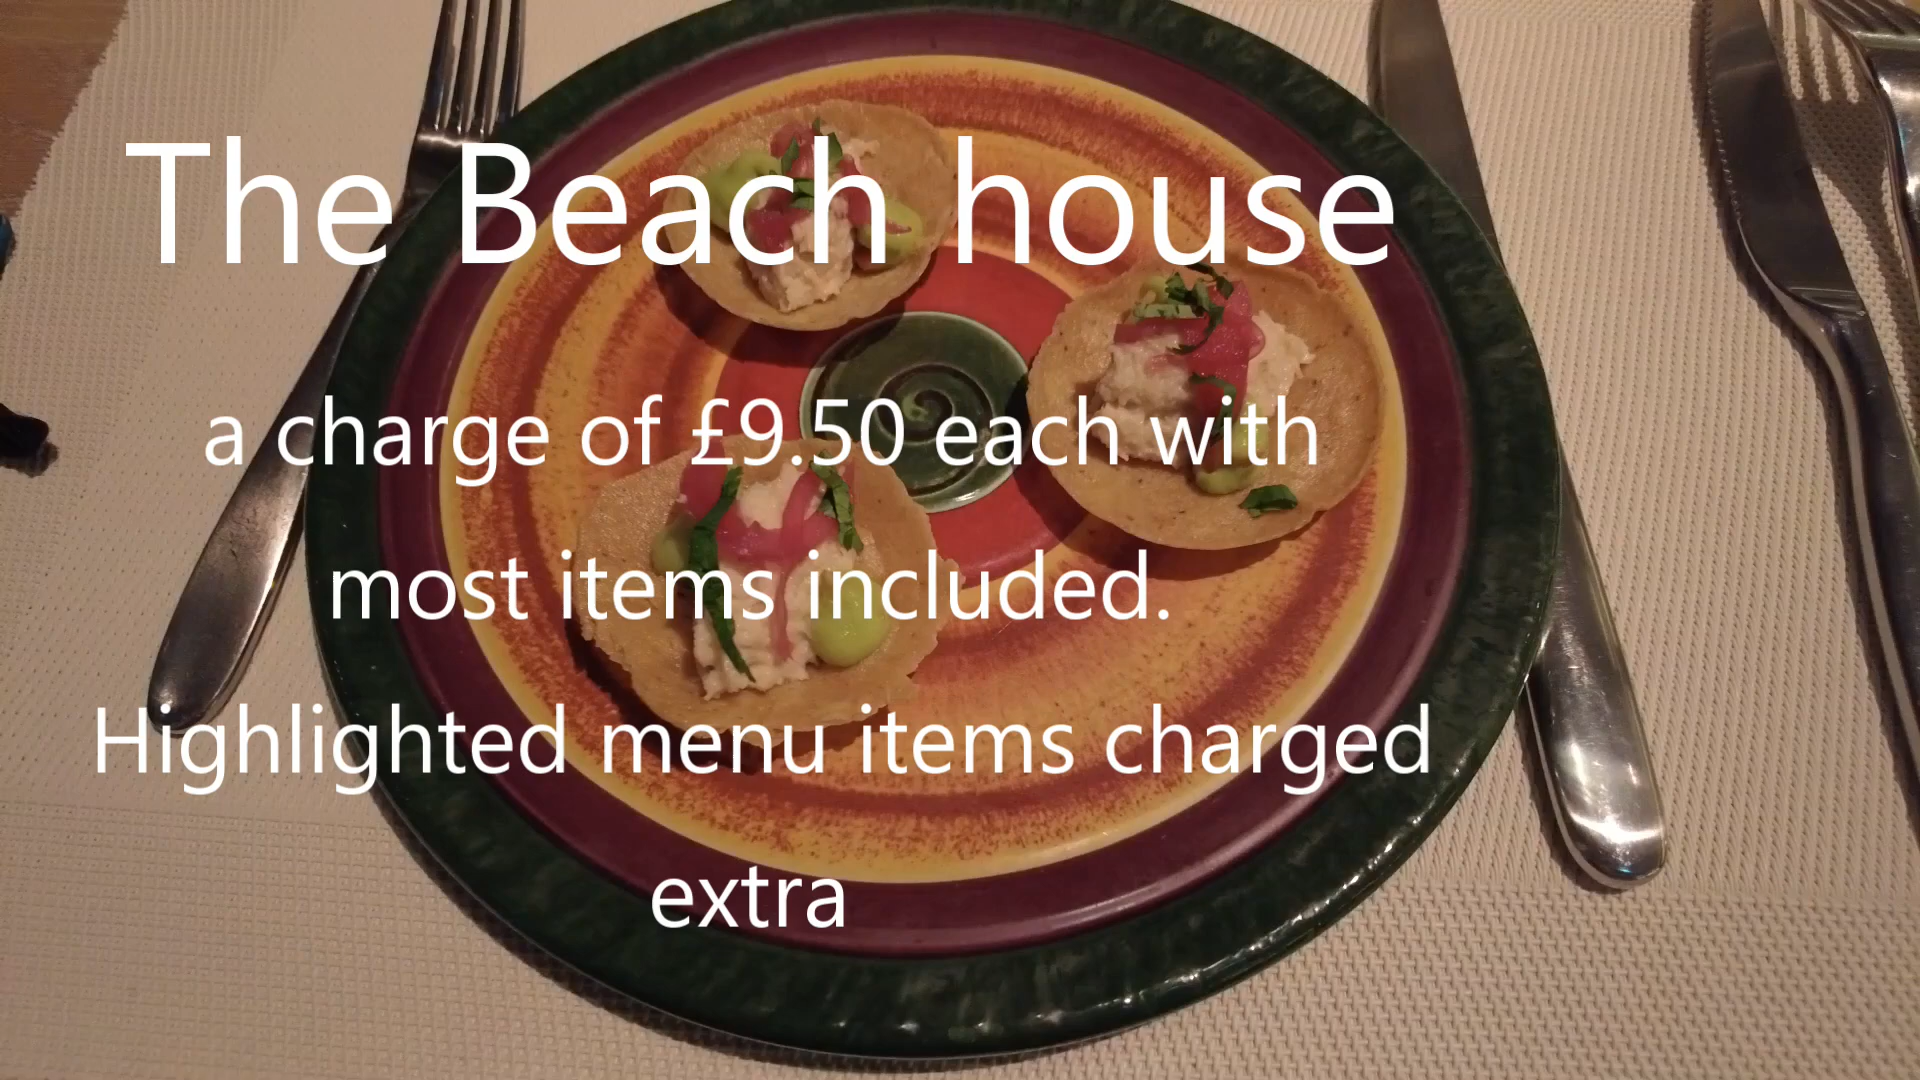 The Beach house
a charge of £9.50 each with
most items included.
Highlighted menu items charged
extra